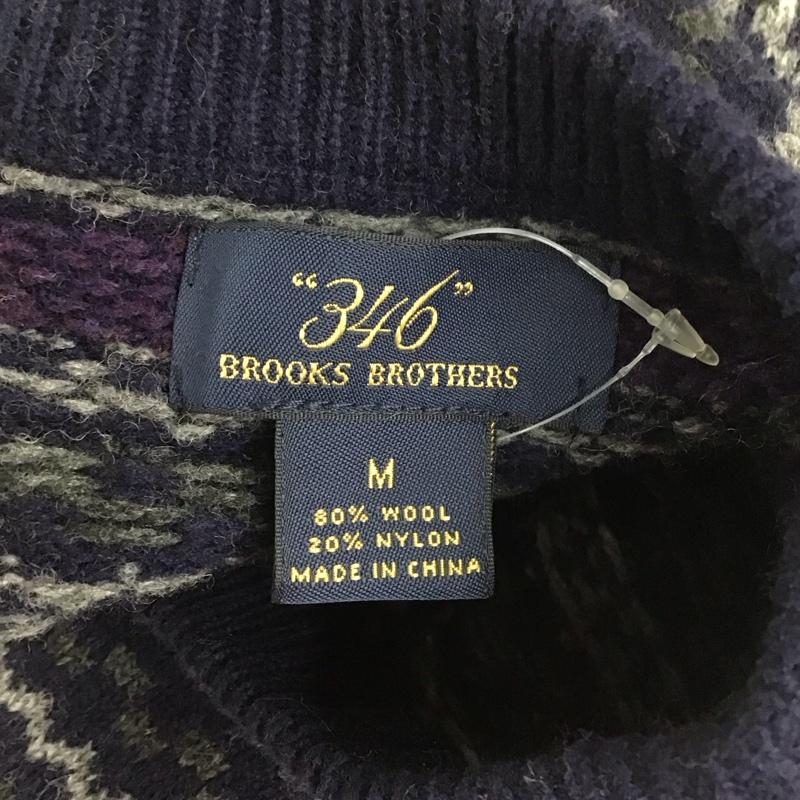 “346”
BROOKS BROTHERS
M
80% WOOL
20% NYLON
MADE IN CHINA